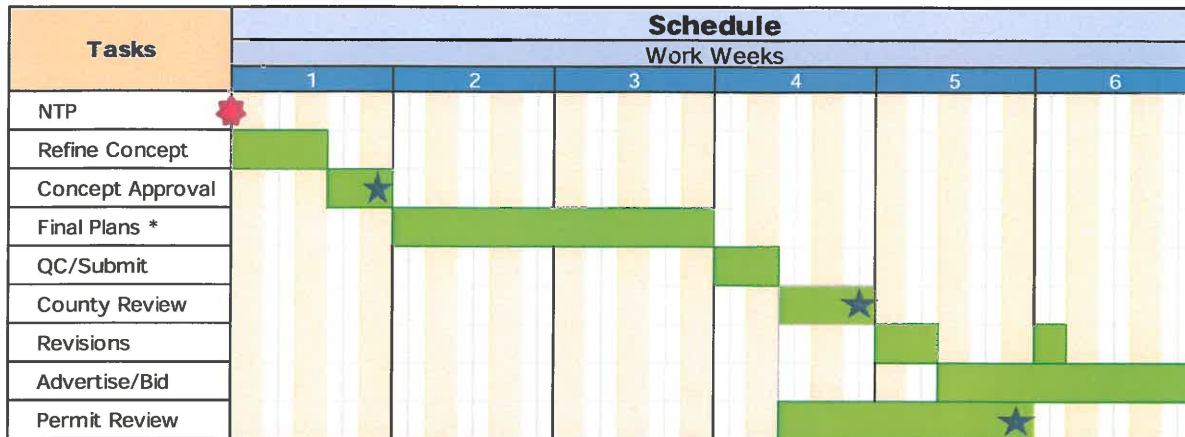 Tasks
Schedule
Work Weeks
1 2 3 4 5 6
NTP
Refine Concept
Concept Approval
Final Plans *
QC/Submit
County Review
Revisions
Advertise/Bid
Permit Review